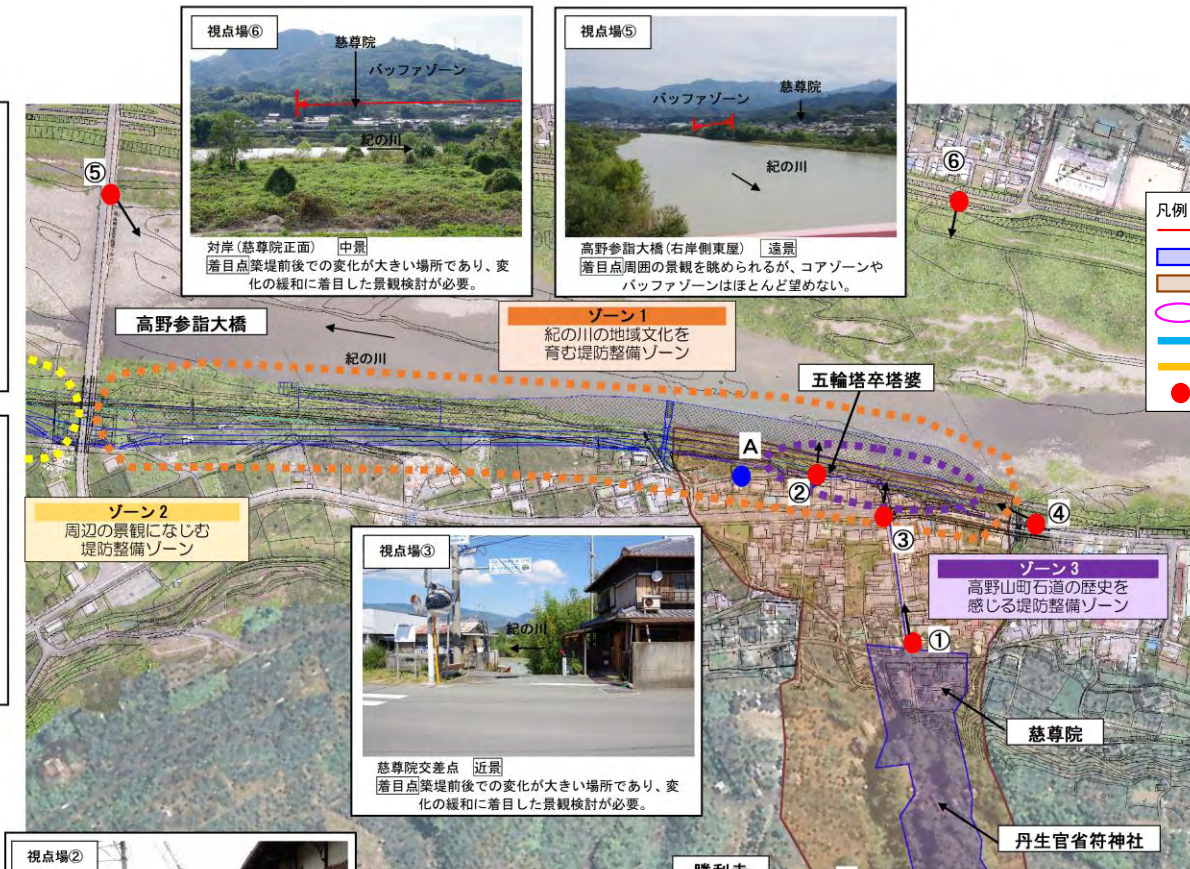 視点場⑥
慈尊院
バッファゾーン
紀の川
対岸(慈尊院正面) 中景
着目点築堤前後での変化が大きい場所であり、変
化の緩和に着目した景観検討が必要。
視点場⑤
バッファゾーン
慈尊院
紀の川
高野参詣大橋(右岸側東屋) 遠景
着目点周囲の景観を眺められるが、コアゾーンや
バッファゾーンはほとんど望めない。
⑤
⑥
凡例
高野参詣大橋
紀の川
ゾーン1
紀の川の地域文化を
育む堤防整備ゾーン
五輪塔卒塔婆
A
②
③
④
ゾーン2
周辺の景観になじむ
堤防整備ゾーン
ゾーン3
高野山町石道の歴史を
感じる堤防整備ゾーン
視点場③
紀の川
慈尊院交差点 近景
着目点築堤前後での変化が大きい場所であり、変
化の緩和に着目した景観検討が必要。
①
慈尊院
丹生官省符神社
視点場②